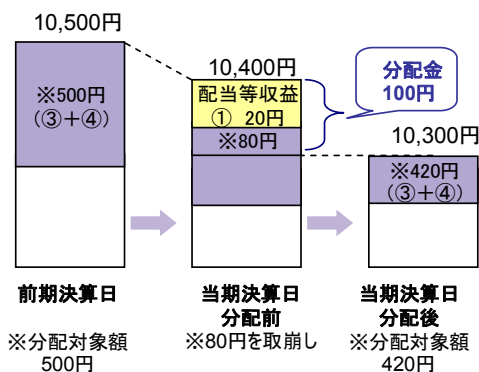 10,500円
※500円
(③+④)
前期決算日
※分配対象額
500円
10,400円
配当等収益
① 20円
※80円
分配金
100円
当期決算日
分配前
※80円を取崩し
10,300円
※420円
(③+④)
当期決算日
分配後
※分配対象額
420円